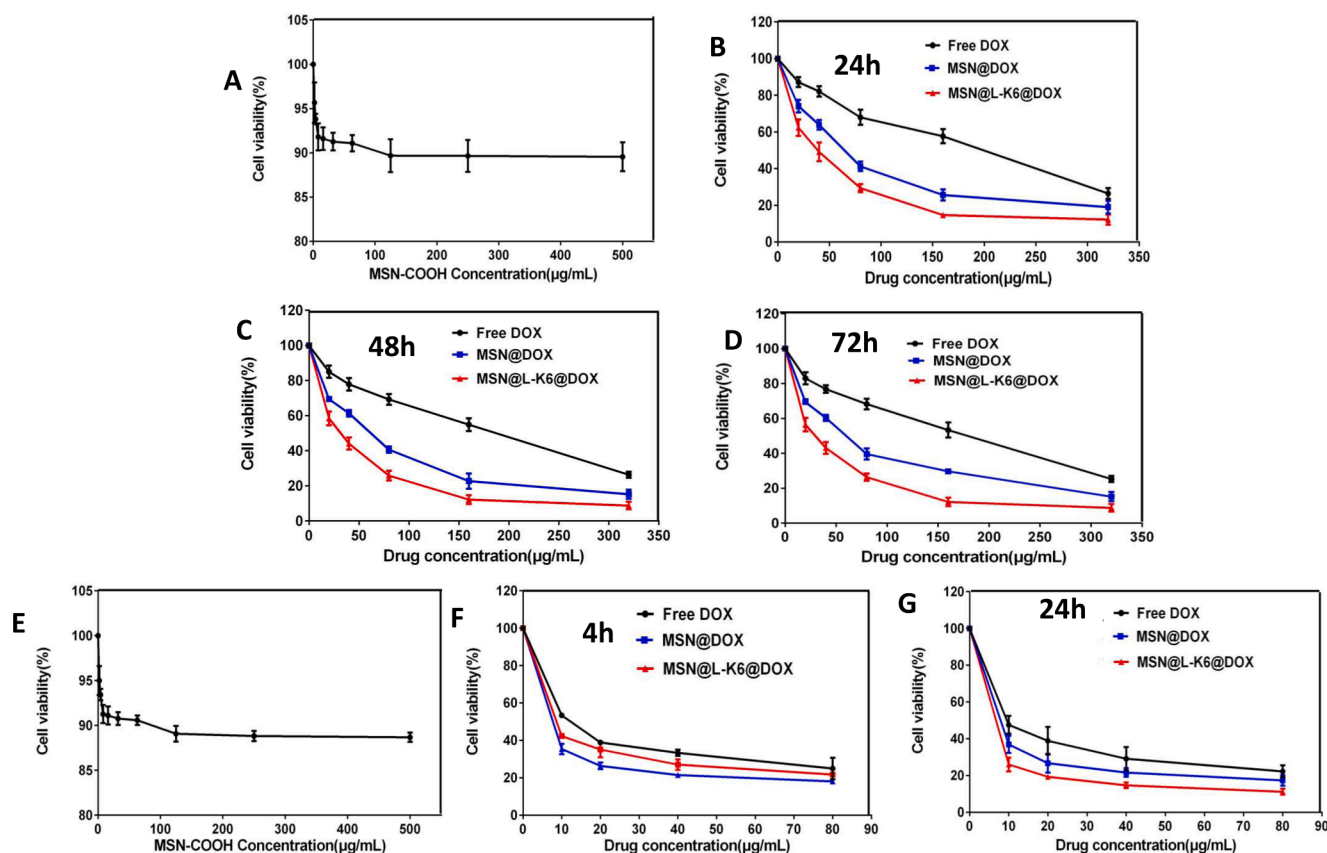 A
105
100
95
90
85
80
Cell viability(%)
0 100 200 300 400 500
MSN-COOH Concentration(µg/mL)
B
24h
Free DOX
MSN@DOX
MSN@L-K6@DOX
120
100
80
60
40
20
0
Cell viability(%)
0 50 100 150 200 250 300 350
Drug concentration(µg/mL)
C
48h
Free DOX
MSN@DOX
MSN@L-K6@DOX
120
100
80
60
40
20
0
Cell viability(%)
0 50 100 150 200 250 300 350
Drug concentration(µg/mL)
D
72h
Free DOX
MSN@DOX
MSN@L-K6@DOX
120
100
80
60
40
20
0
Cell viability(%)
0 50 100 150 200 250 300 350
Drug concentration(µg/mL)
E
105
100
95
90
85
80
Cell viability(%)
0 100 200 300 400 500
MSN-COOH Concentration(µg/mL)
F
4h
Free DOX
MSN@DOX
MSN@L-K6@DOX
120
100
80
60
40
20
0
Cell viability(%)
0 10 20 30 40 50 60 70 80 90
Drug concentration(µg/mL)
G
24h
Free DOX
MSN@DOX
MSN@L-K6@DOX
120
100
80
60
40
20
0
Cell viability(%)
0 10 20 30 40 50 60 70 80 90
Drug concentration(µg/mL)